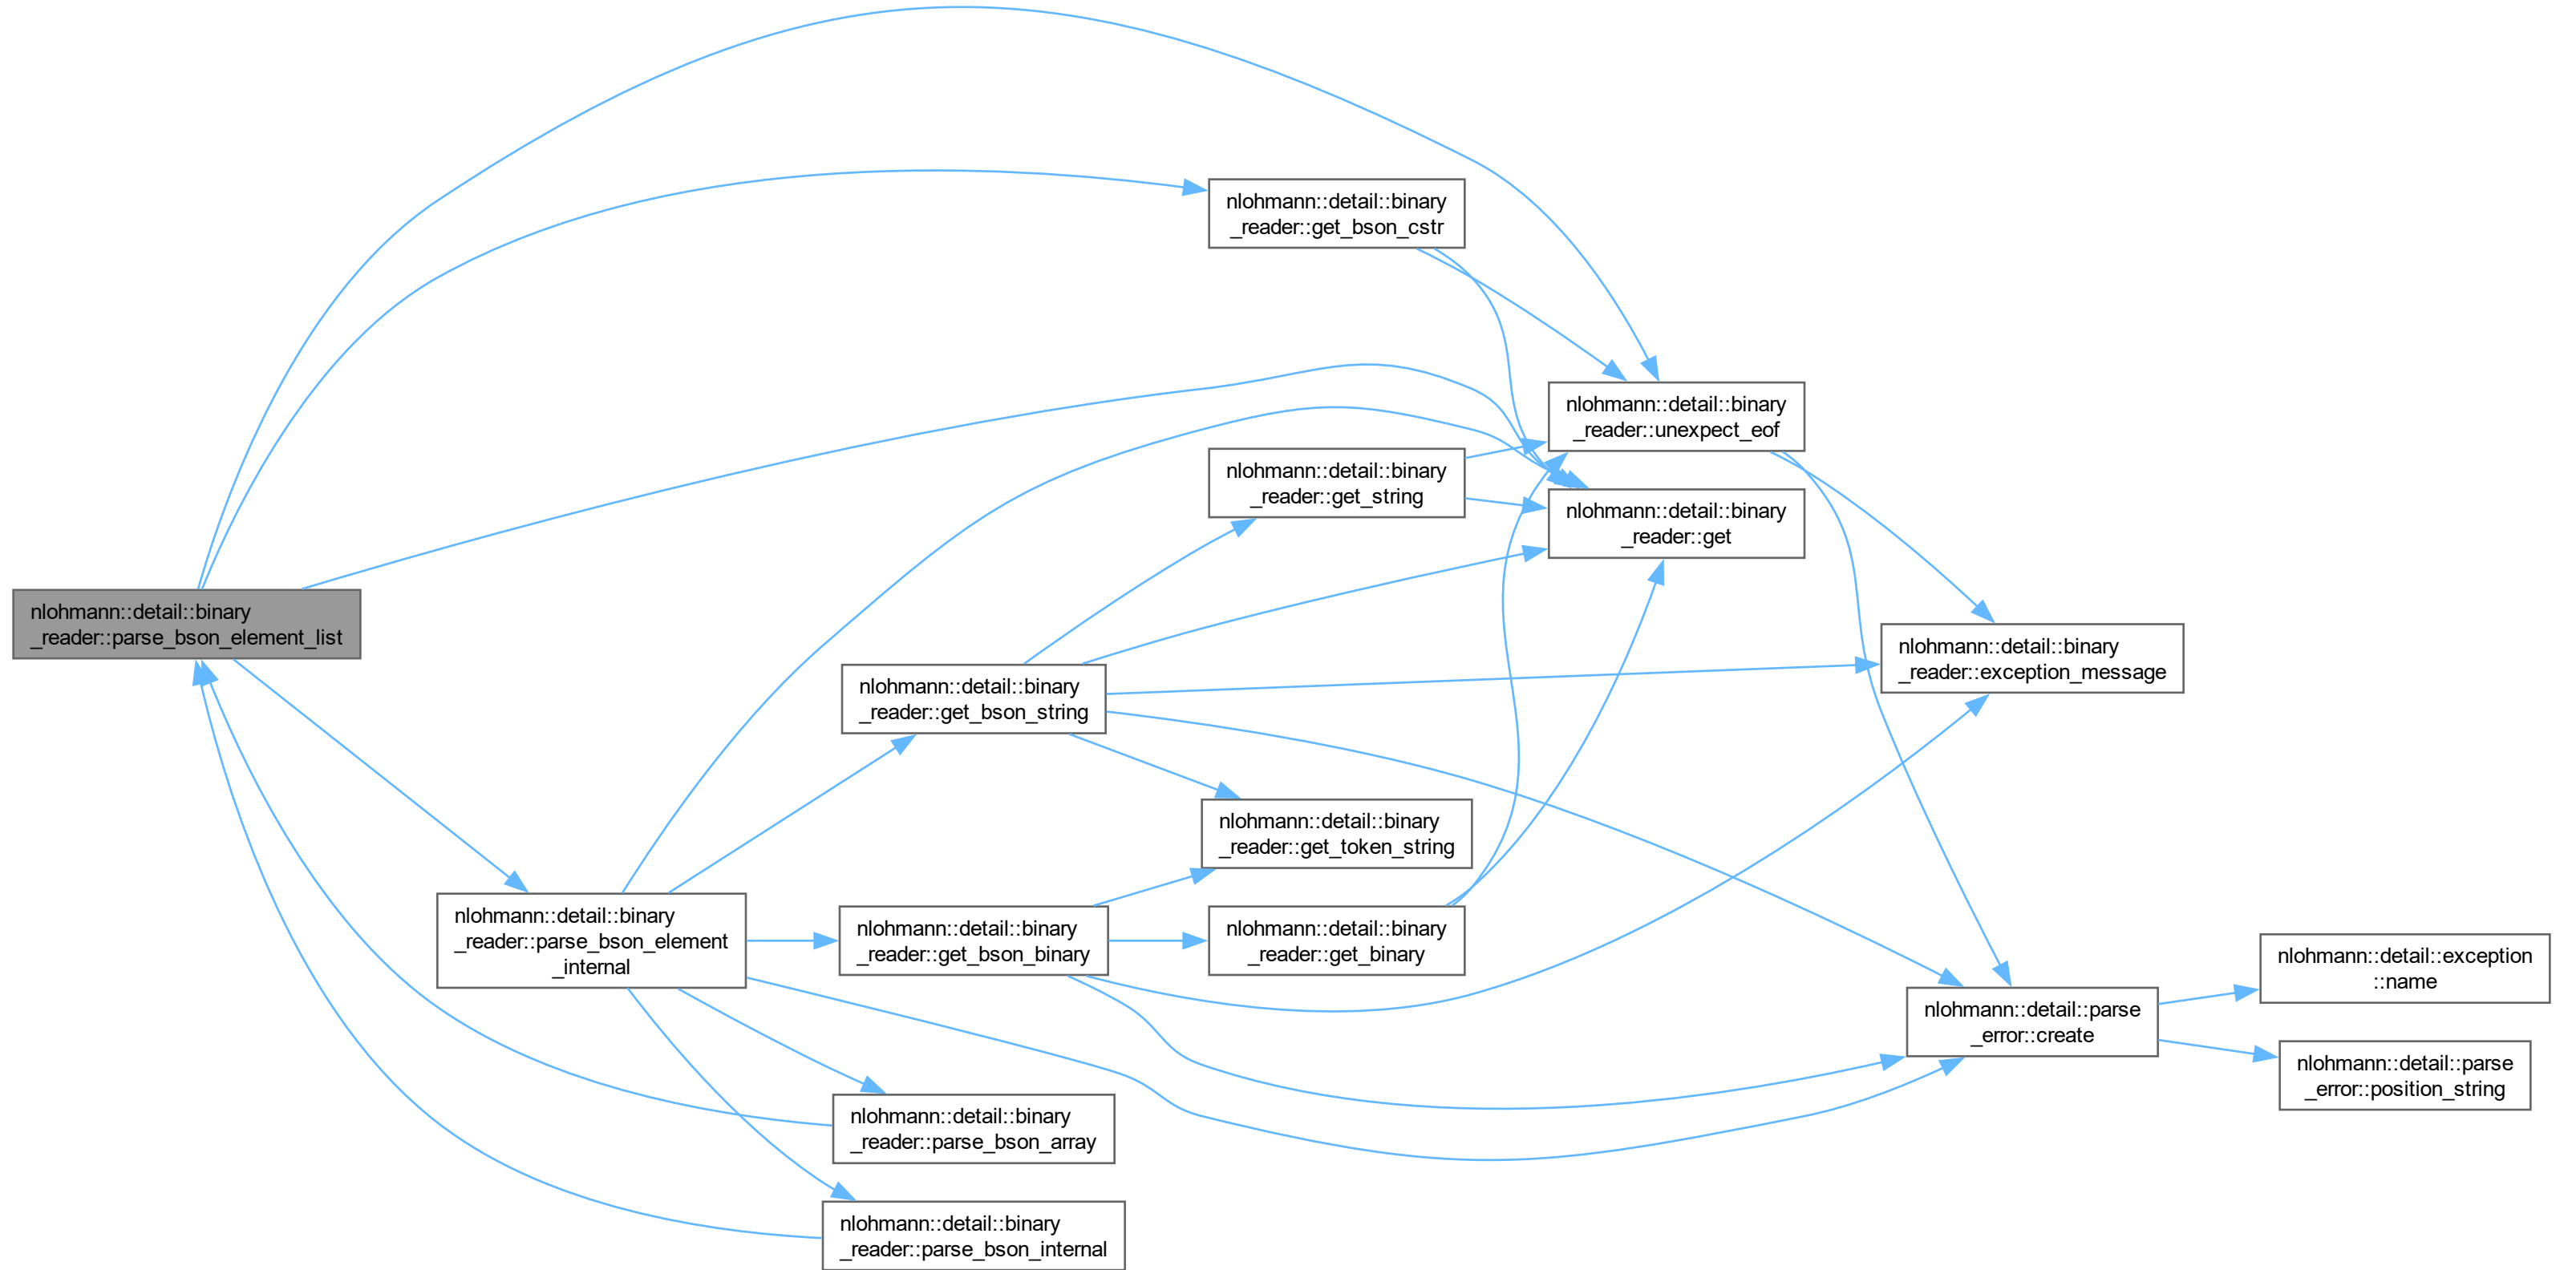 nlohmann::detail::binary
_reader::parse_bson_element_list
nlohmann::detail::binary
_reader::parse_bson_element
_internal
nlohmann::detail::binary
_reader::get_bson_string
nlohmann::detail::binary
_reader::get_bson_binary
nlohmann::detail::binary
_reader::parse_bson_array
nlohmann::detail::binary
_reader::parse_bson_internal
nlohmann::detail::binary
_reader::get_bson_cstr
nlohmann::detail::binary
_reader::get_string
nlohmann::detail::binary
_reader::get_token_string
nlohmann::detail::binary
_reader::get_binary
nlohmann::detail::binary
_reader::unexpect_eof
nlohmann::detail::binary
_reader::get
nlohmann::detail::binary
_reader::exception_message
nlohmann::detail::parse
_error::create
nlohmann::detail::exception
::name
nlohmann::detail::parse
_error::position_string